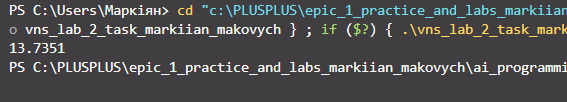 PS C:\Users\Маркіян> cd "c:\PLUSPLUS\epic_1_practice_and_labs_markiian
o vns_lab_2_task_markiian_makovych } ; if ($?) { .\vns_lab_2_task_mark
13.7351
PS C:\PLUSPLUS\epic_1_practice_and_labs_markiian_makovych\ai_programmi